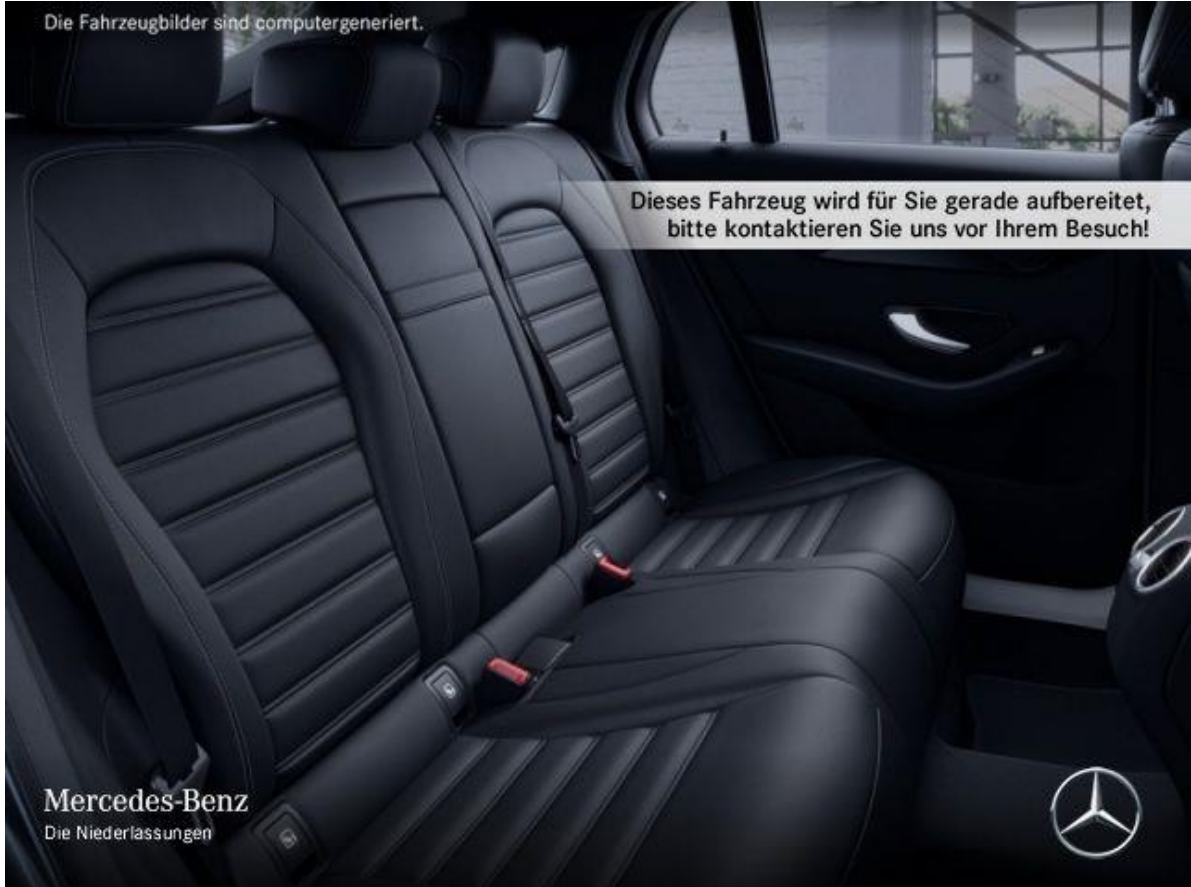 Die Fahrzeugbilder sind computergeneriert.
Dieses Fahrzeug wird für Sie gerade aufbereitet,
bitte kontaktieren Sie uns vor Ihrem Besuch!
Mercedes-Benz
Die Niederlassungen